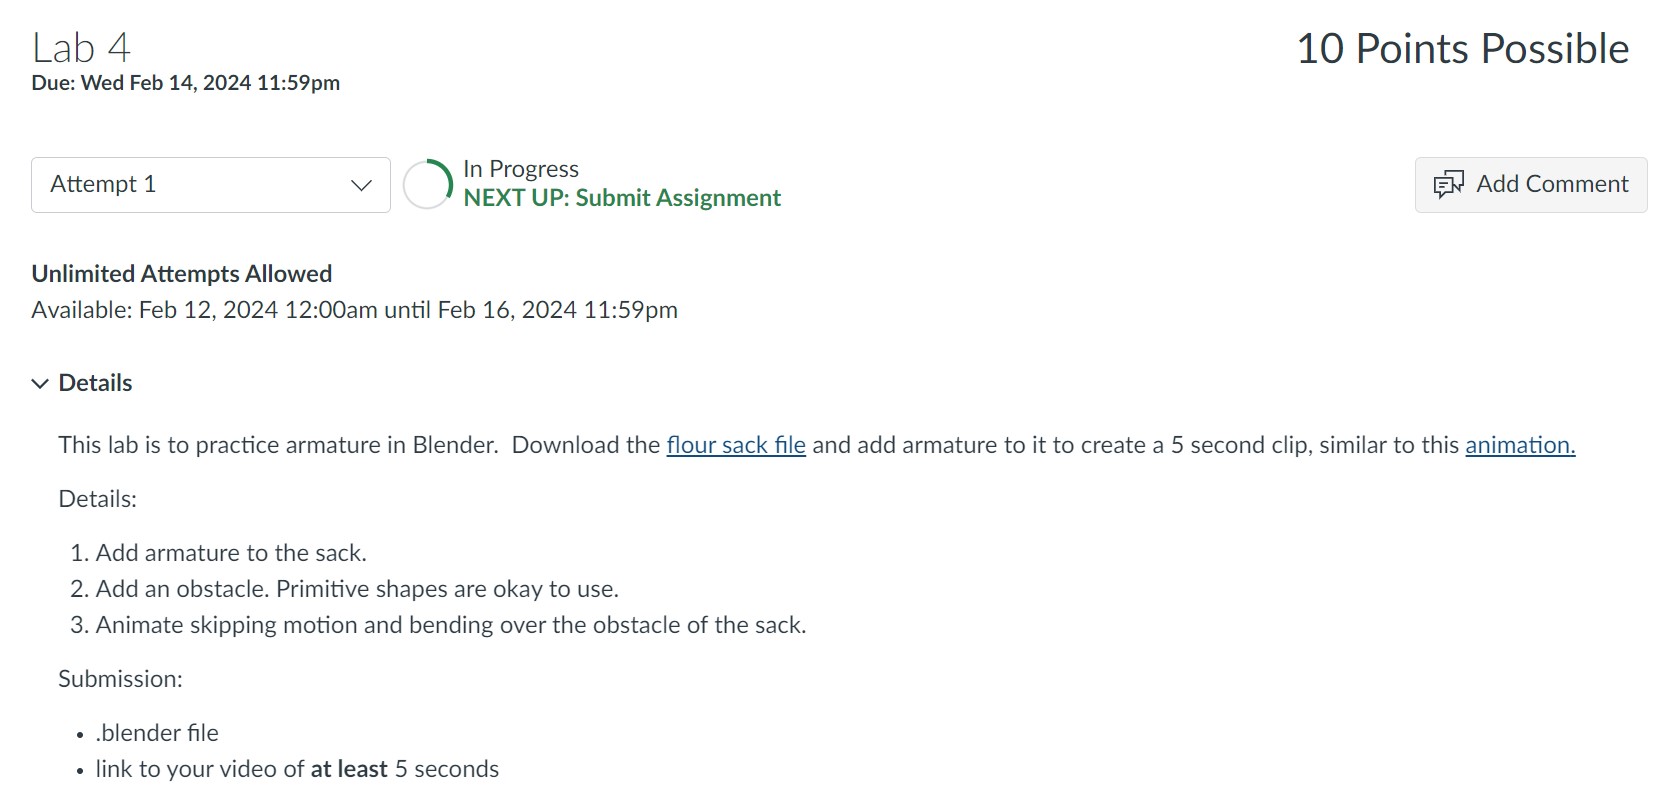 Lab 4
10 Points Possible
Due: Wed Feb 14, 2024 11:59pm
Attempt 1
In Progress
NEXT UP: Submit Assignment
Add Comment
Unlimited Attempts Allowed
Available: Feb 12, 2024 12:00am until Feb 16, 2024 11:59pm
Details
This lab is to practice armature in Blender.  Download the flour sack file and add armature to it to create a 5 second clip, similar to this animation.
Details:
1. Add armature to the sack.
2. Add an obstacle. Primitive shapes are okay to use.
3. Animate skipping motion and bending over the obstacle of the sack.
Submission:
• .blender file
• link to your video of at least 5 seconds